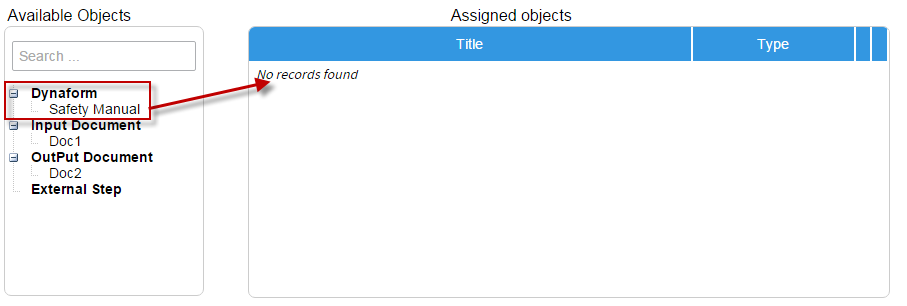 Available Objects
Assigned objects
Search ...
Title
Type
No records found
Dynaform
Safety Manual
Input Document
Doc1
OutPut Document
Doc2
External Step